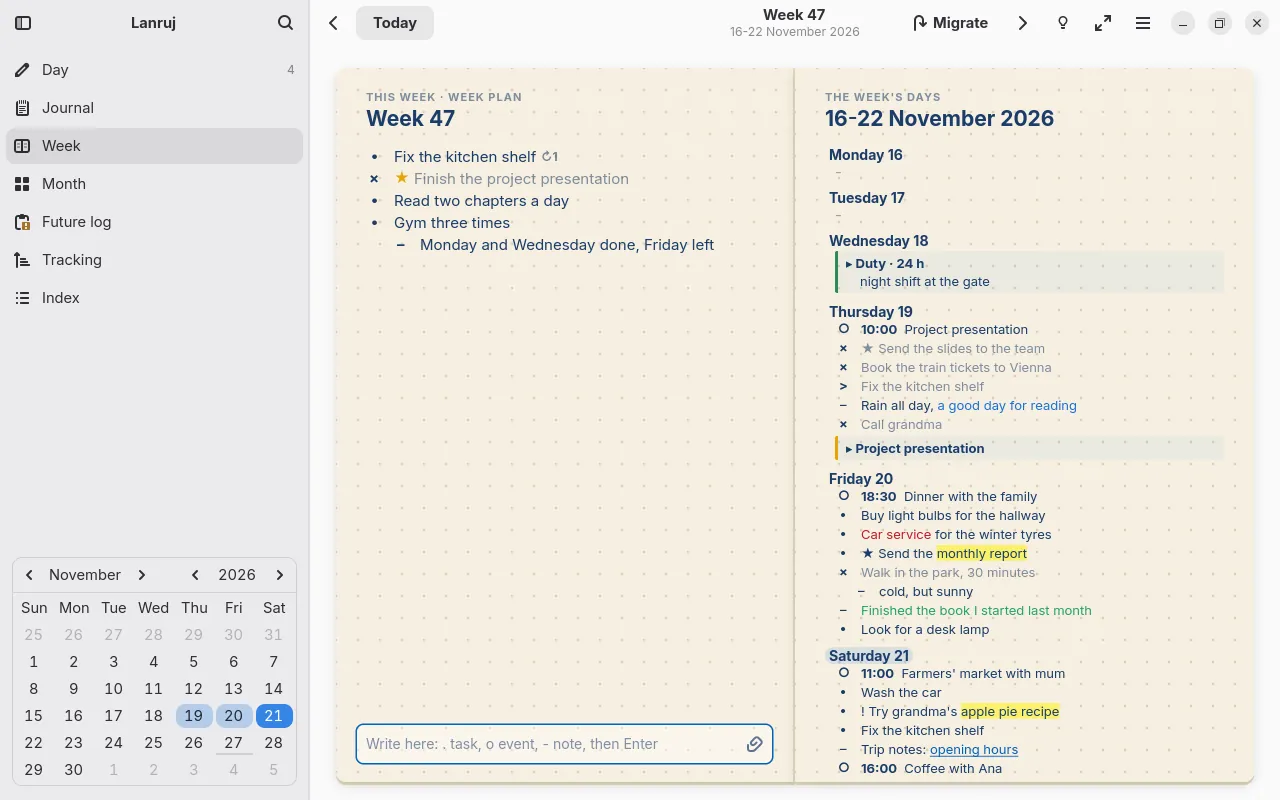 Lanruj
Day 4
Journal
Week
Month
Future log
Tracking
Index
November 2026
Sun Mon Tue Wed Thu Fri Sat
25 26 27 28 29 30 31
1 2 3 4 5 6 7
8 9 10 11 12 13 14
15 16 17 18 19 20 21
22 23 24 25 26 27 28
29 30 1 2 3 4 5
Today
Week 47
16-22 November 2026
Migrate
THIS WEEK · WEEK PLAN
Week 47
• Fix the kitchen shelf ↻1
× ★ Finish the project presentation
• Read two chapters a day
• Gym three times
– Monday and Wednesday done, Friday left
Write here: . task, o event, - note, then Enter
THE WEEK'S DAYS
16-22 November 2026
Monday 16
–
Tuesday 17
–
Wednesday 18
▸ Duty · 24 h
night shift at the gate
Thursday 19
O 10:00 Project presentation
× ★ Send the slides to the team
× Book the train tickets to Vienna
> Fix the kitchen shelf
– Rain all day, a good day for reading
× Call grandma
▸ Project presentation
Friday 20
O 18:30 Dinner with the family
• Buy light bulbs for the hallway
• Car service for the winter tyres
• ★ Send the monthly report
× Walk in the park, 30 minutes
– cold, but sunny
– Finished the book I started last month
• Look for a desk lamp
Saturday 21
O 11:00 Farmers' market with mum
• Wash the car
• ! Try grandma's apple pie recipe
• Fix the kitchen shelf
– Trip notes: opening hours
O 16:00 Coffee with Ana